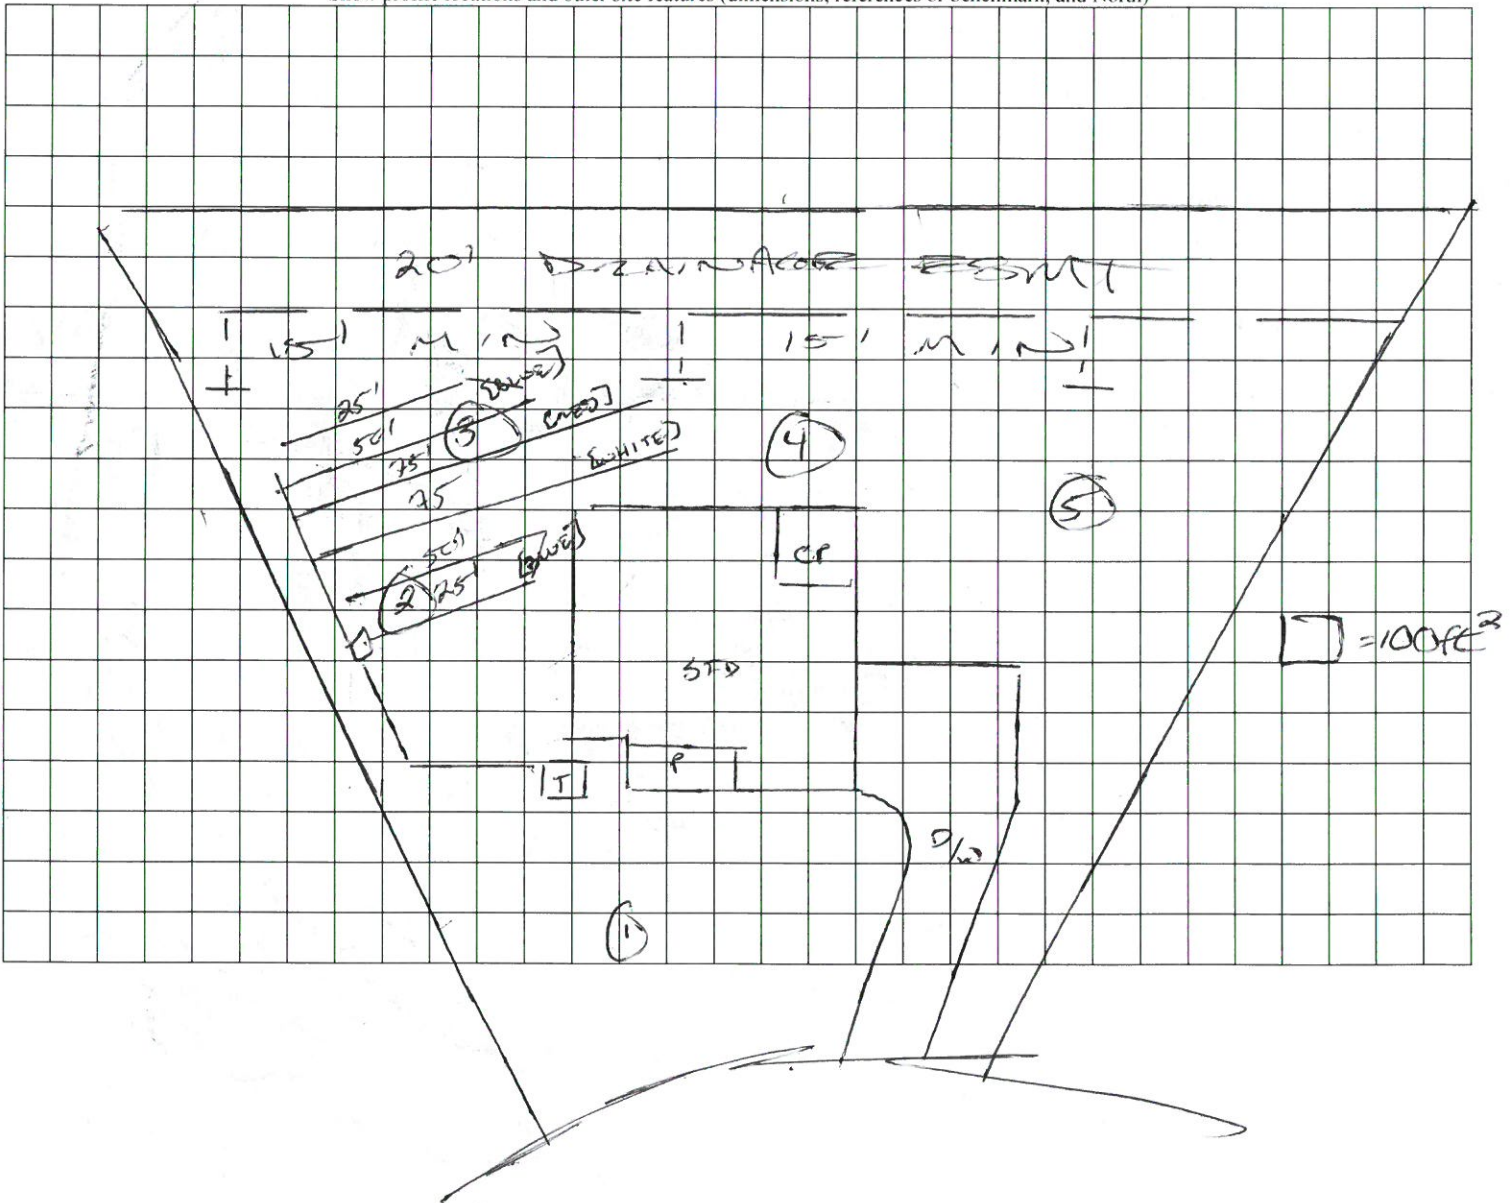 20' DRAINAGE ESMT
15' MIN
15' MIN
25' [BLUE]
50'
3
[RED]
75'
[WHITE]
75
50'
[BLUE]
2
25'
4
5
CP
= 100ft²
SFD
P
T
D/W
1